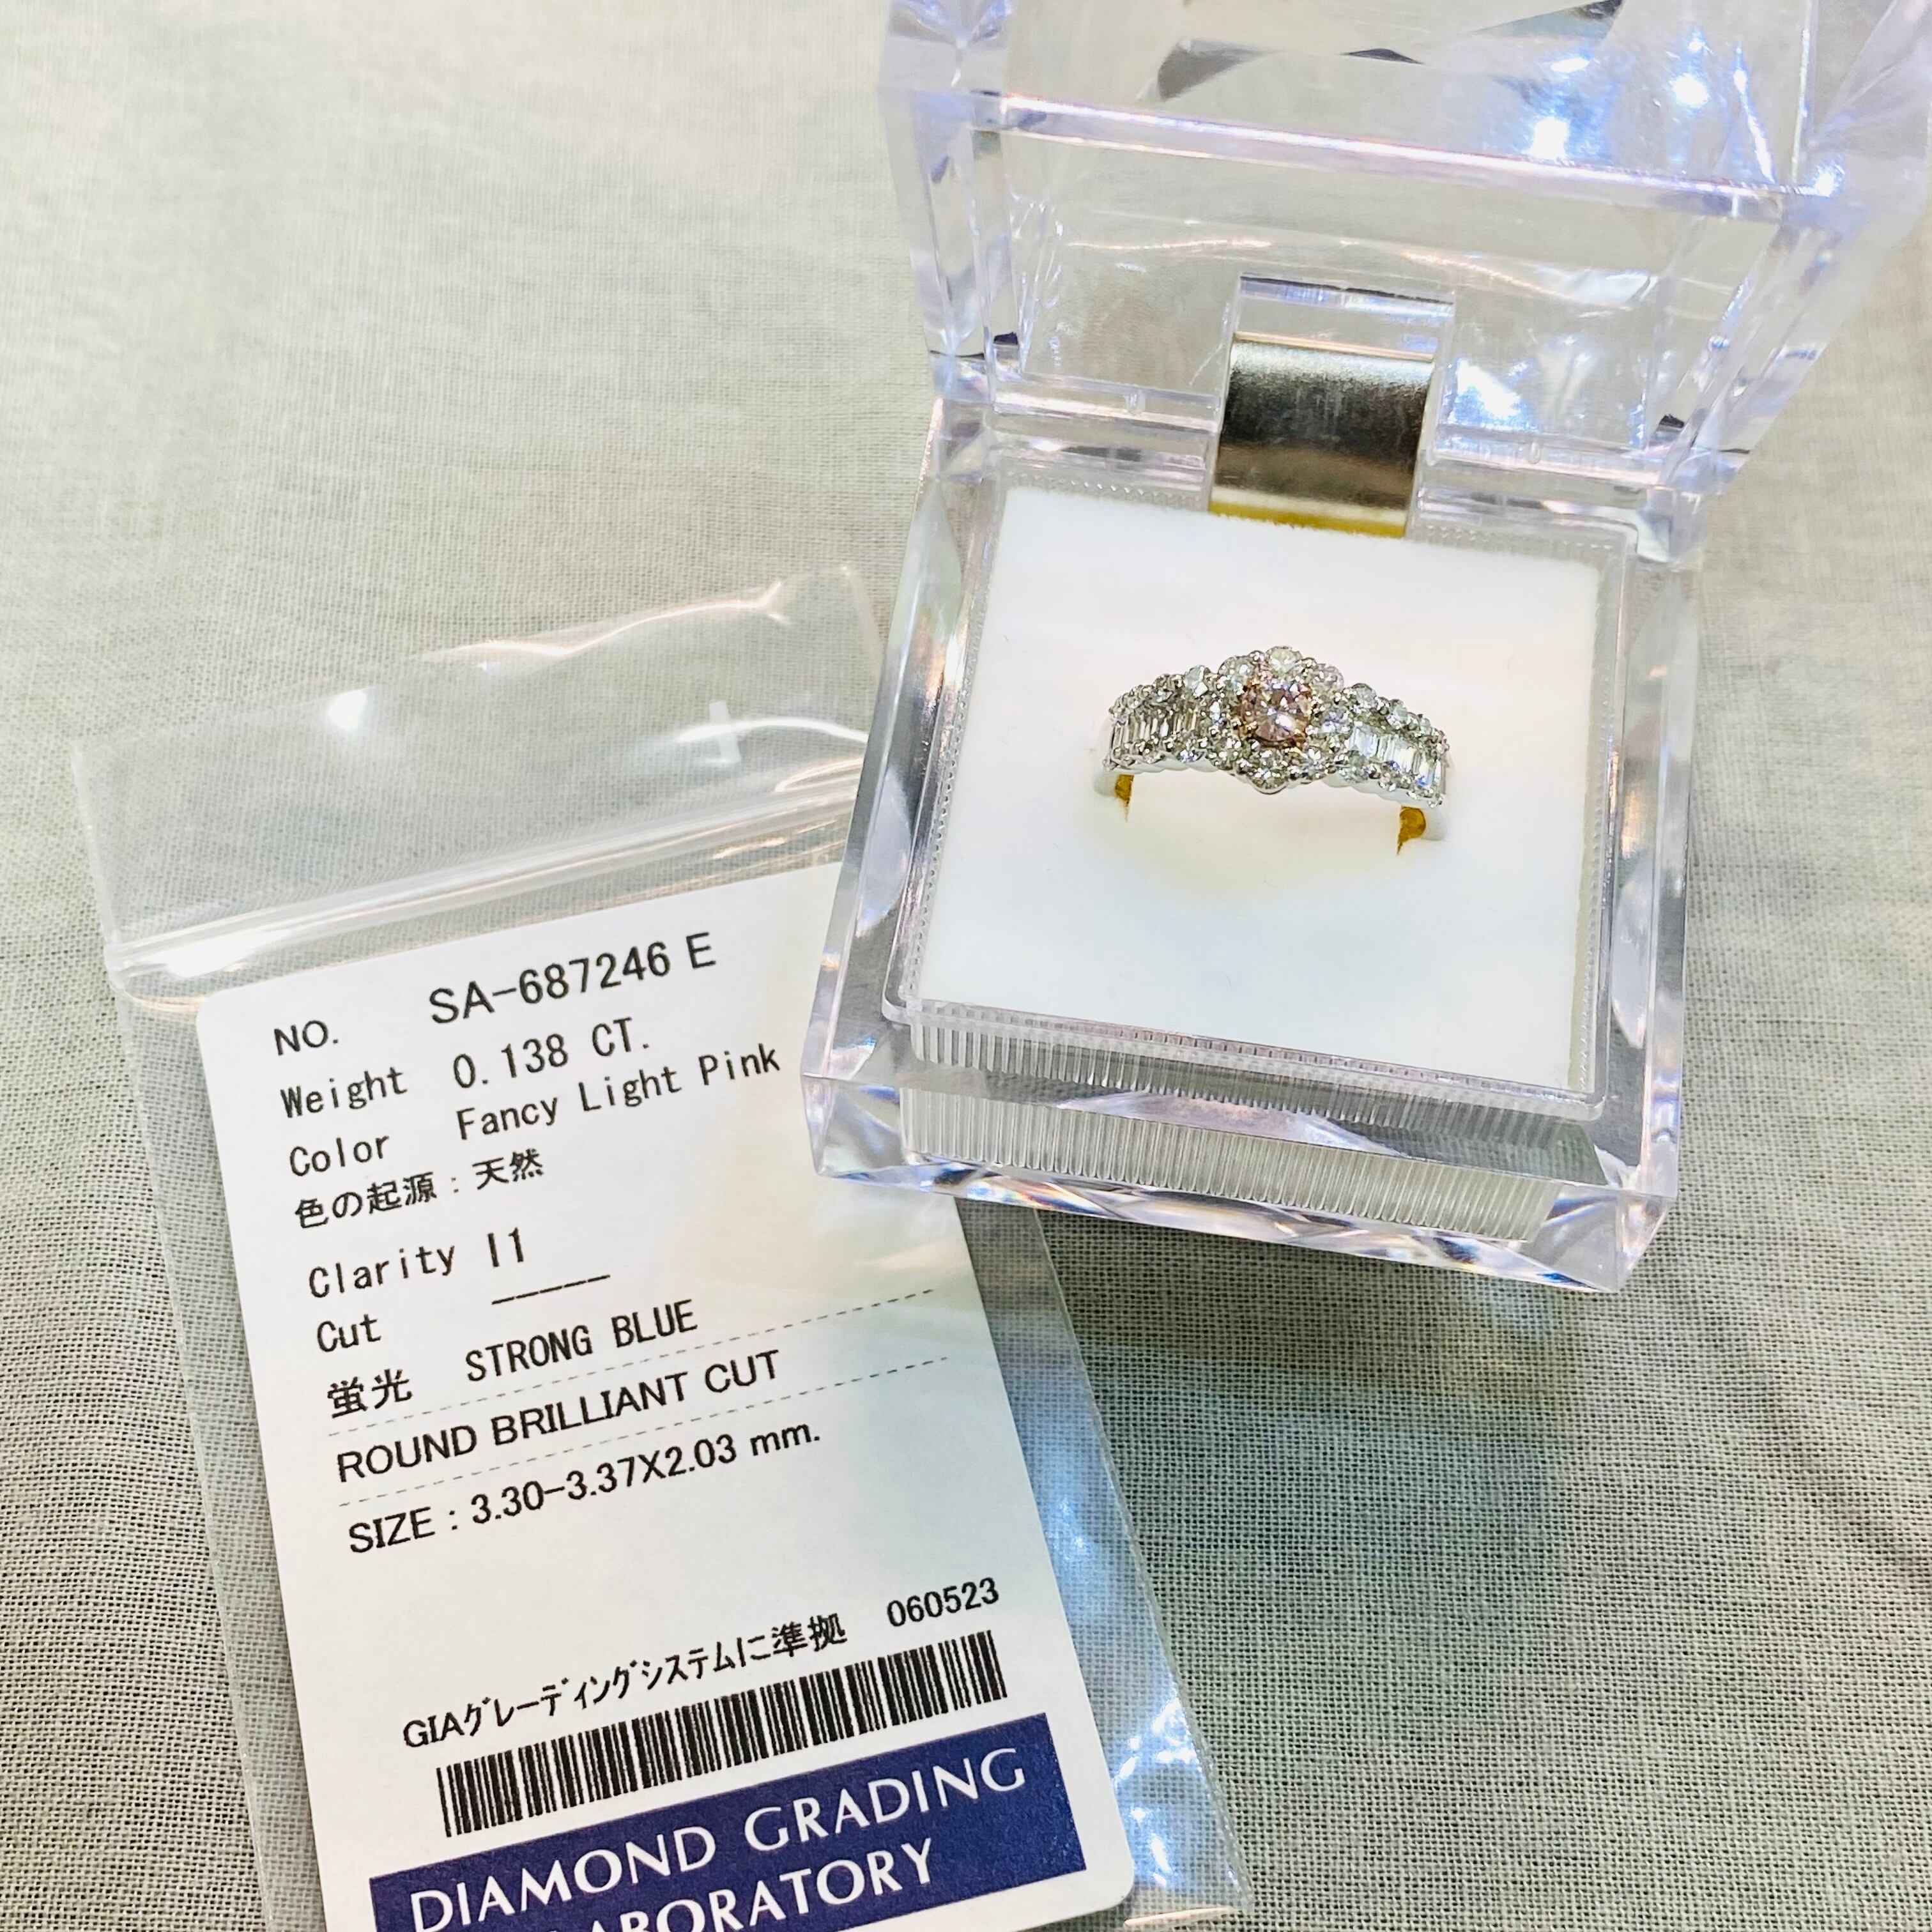 NO. SA-687246 E
Weight 0.138 CT.
Color Fancy Light Pink
色の起源 : 天然
Clarity I1
Cut -----
蛍光 STRONG BLUE
ROUND BRILLIANT CUT
SIZE : 3.30-3.37X2.03 mm.
GIAグレーディングシステムに準拠 060523
DIAMOND GRADING
LABORATORY